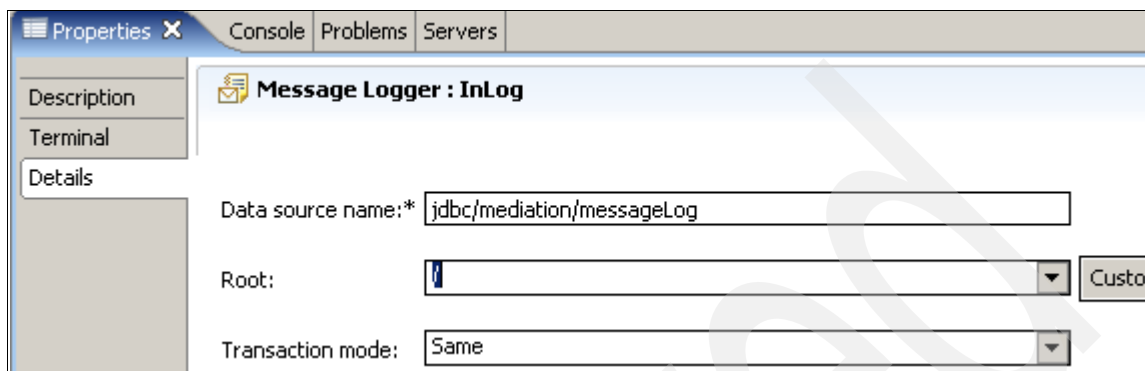 Properties Console Problems Servers
Description
Message Logger : InLog
Terminal
Details
Data source name:* jdbc/mediation/messageLog
Root: / Custo
Transaction mode: Same